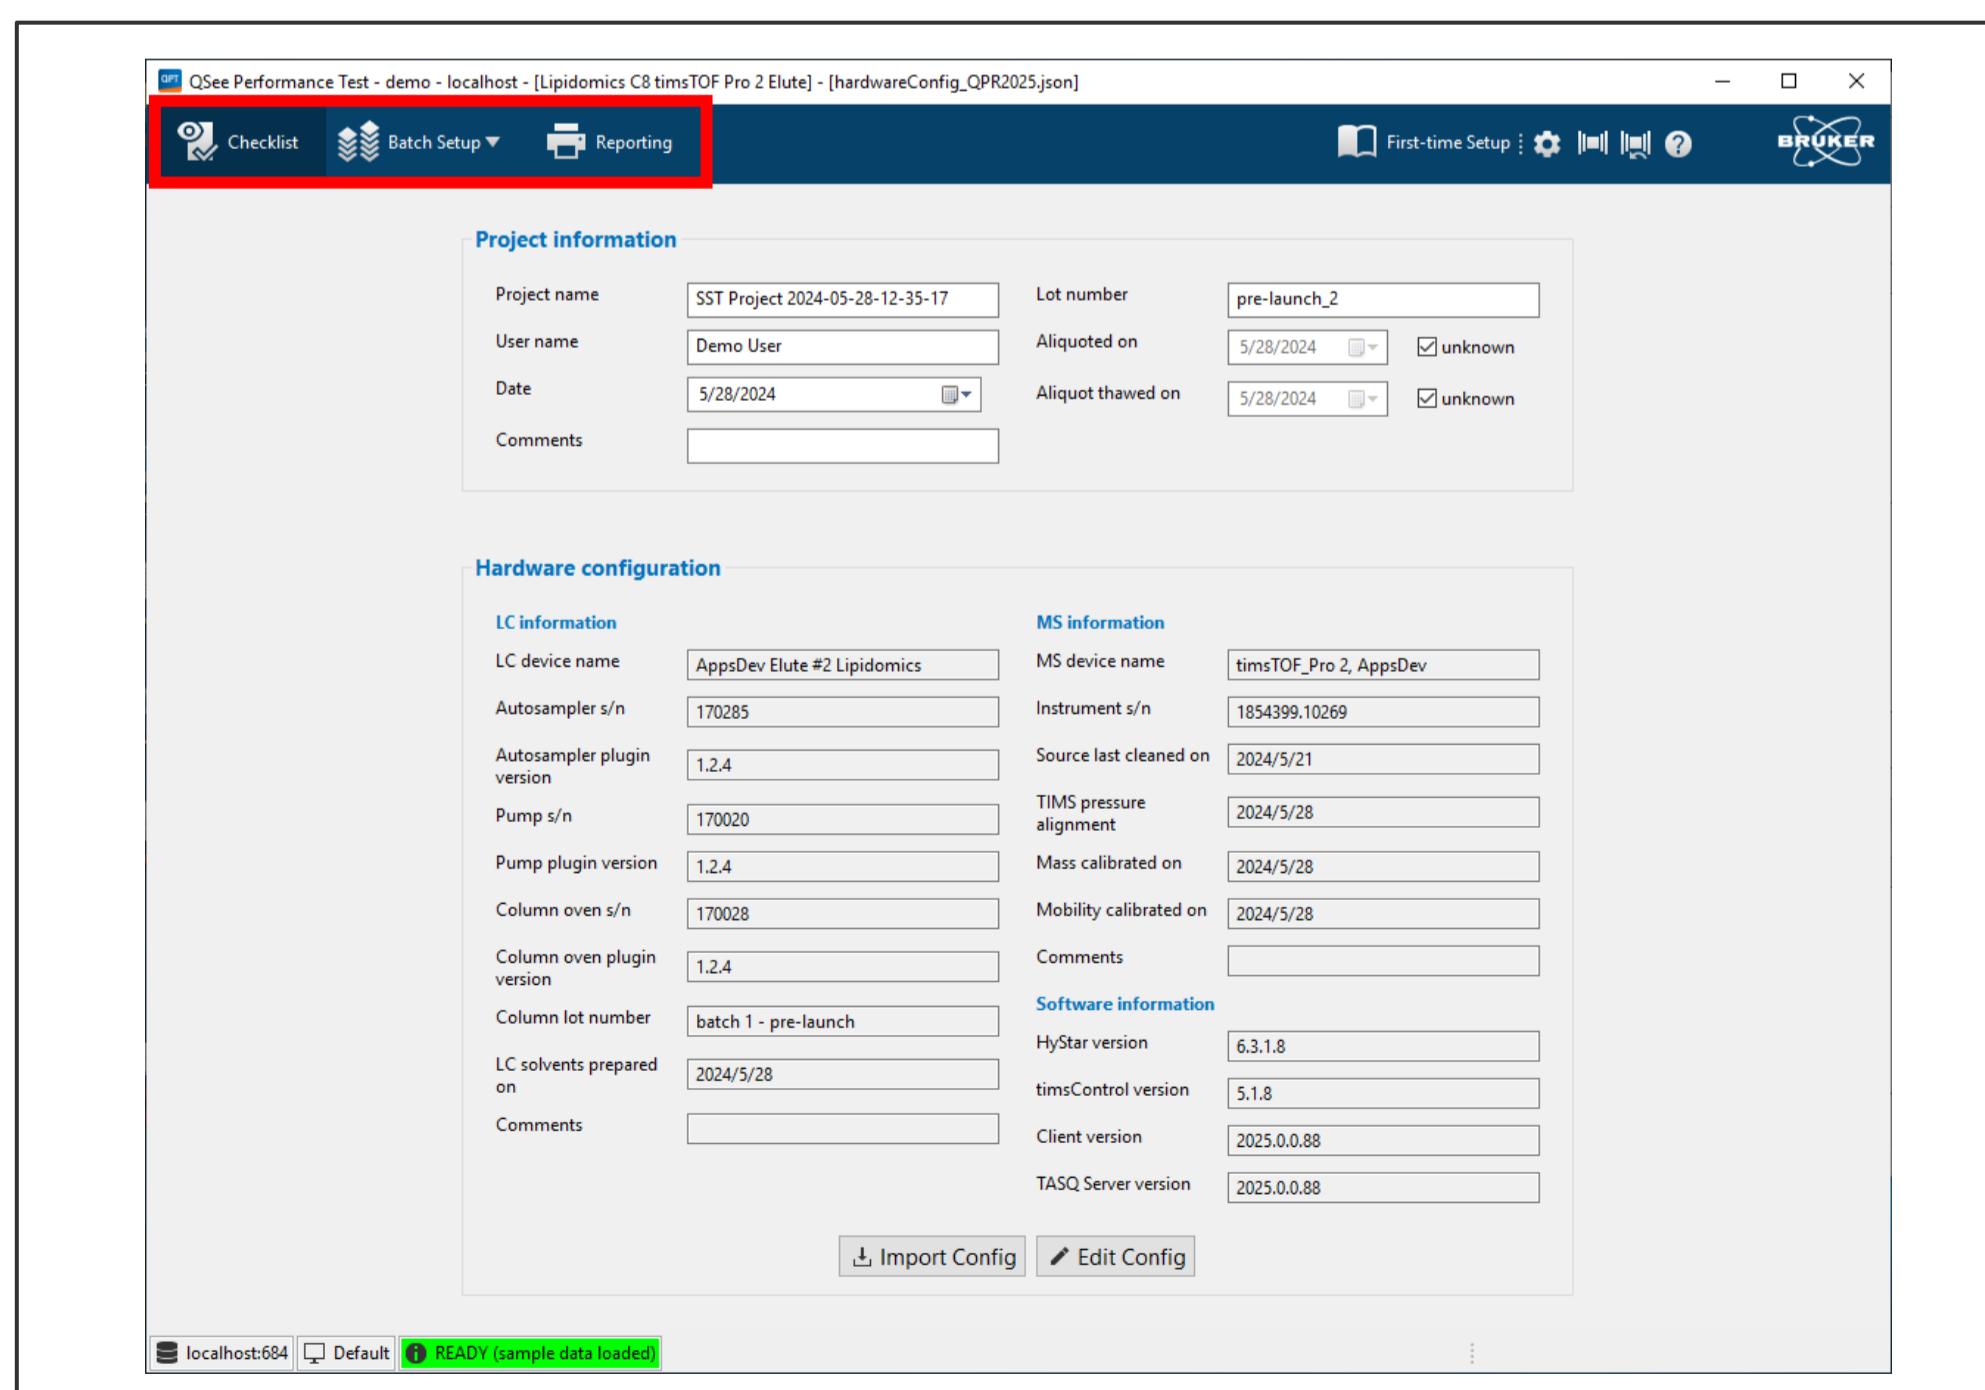 QPT QSee Performance Test - demo - localhost - [Lipidomics C8 timsTOF Pro 2 Elute] - [hardwareConfig_QPR2025.json]
Checklist Batch Setup Reporting First-time Setup BRUKER
Project information
Project name SST Project 2024-05-28-12-35-17 Lot number pre-launch_2
User name Demo User Aliquoted on 5/28/2024 unknown
Date 5/28/2024 Aliquot thawed on 5/28/2024 unknown
Comments
Hardware configuration
LC information MS information
LC device name AppsDev Elute #2 Lipidomics MS device name timsTOF_Pro 2, AppsDev
Autosampler s/n 170285 Instrument s/n 1854399.10269
Autosampler plugin version 1.2.4 Source last cleaned on 2024/5/21
Pump s/n 170020 TIMS pressure alignment 2024/5/28
Pump plugin version 1.2.4 Mass calibrated on 2024/5/28
Column oven s/n 170028 Mobility calibrated on 2024/5/28
Column oven plugin version 1.2.4 Comments
Software information
Column lot number batch 1 - pre-launch HyStar version 6.3.1.8
LC solvents prepared on 2024/5/28 timsControl version 5.1.8
Comments Client version 2025.0.0.88
TASQ Server version 2025.0.0.88
Import Config Edit Config
localhost:684 Default READY (sample data loaded)